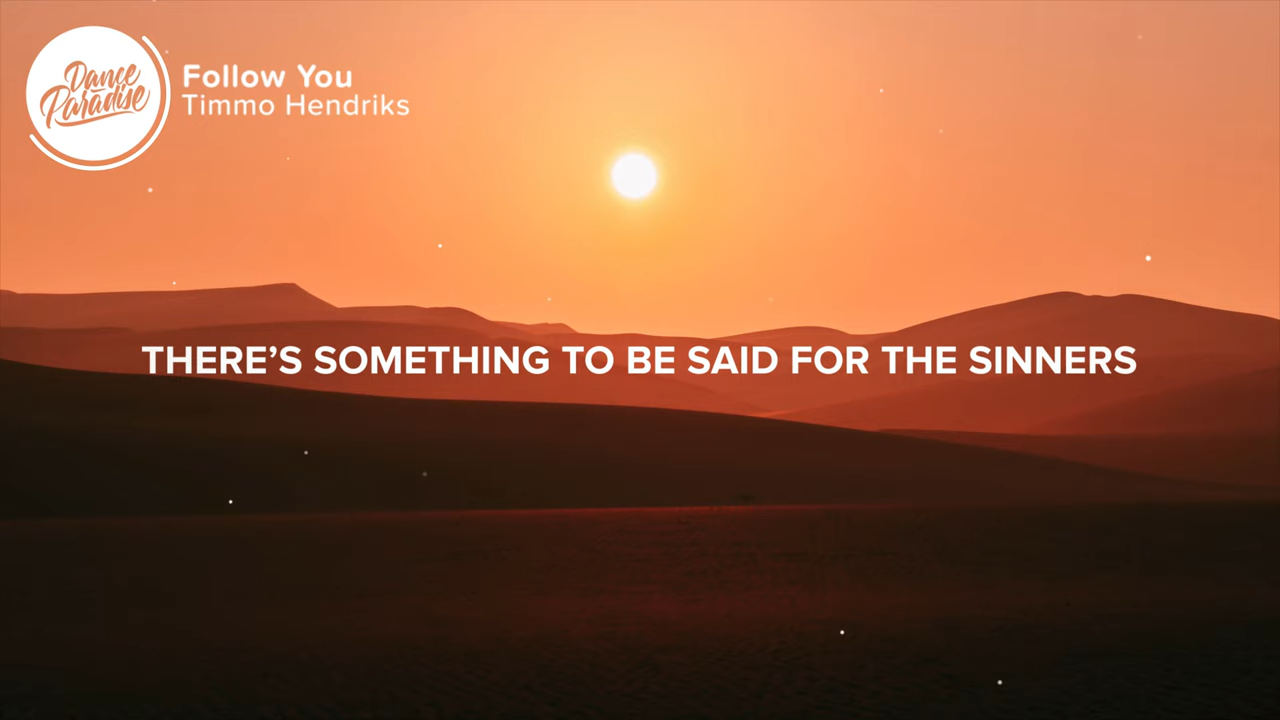 Dance
Paradise
Follow You
Timmo Hendriks
THERE’S SOMETHING TO BE SAID FOR THE SINNERS